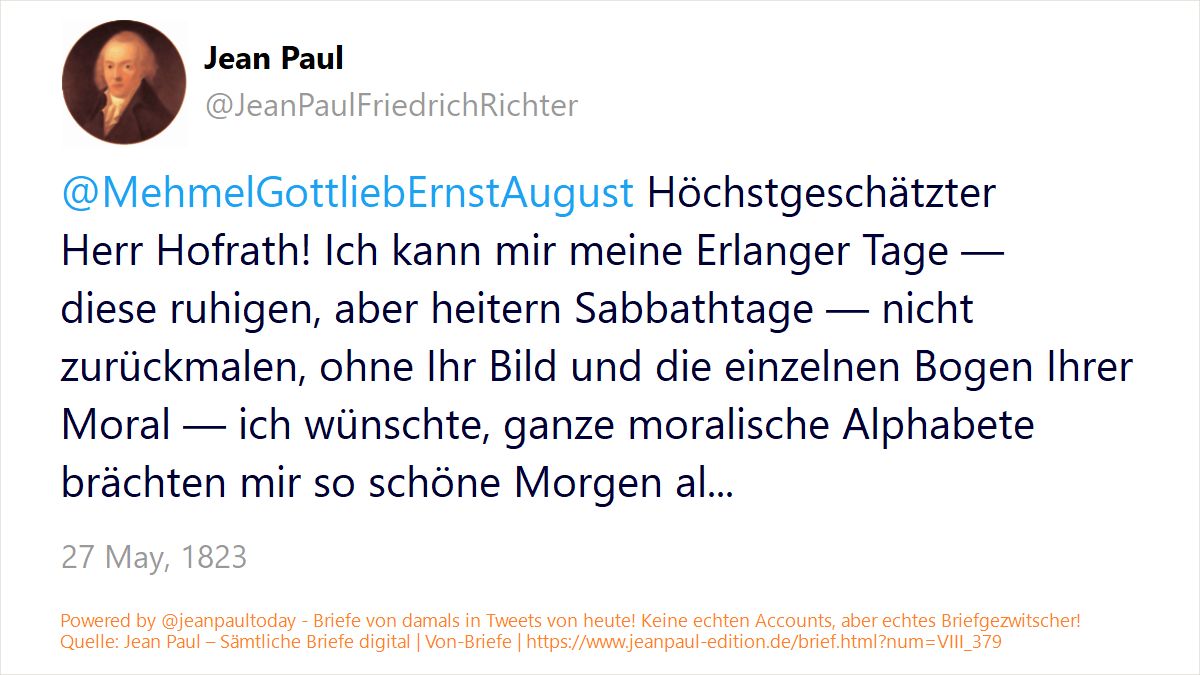 Jean Paul
@JeanPaulFriedrichRichter
@MehmelGottliebErnstAugust Höchstgeschätzter
Herr Hofrath! Ich kann mir meine Erlanger Tage —
diese ruhigen, aber heitern Sabbathtage — nicht
zurückmalen, ohne Ihr Bild und die einzelnen Bogen Ihrer
Moral — ich wünschte, ganze moralische Alphabete
brächten mir so schöne Morgen al...
27 May, 1823
Powered by @jeanpaultoday - Briefe von damals in Tweets von heute! Keine echten Accounts, aber echtes Briefgezwitscher!
Quelle: Jean Paul – Sämtliche Briefe digital | Von-Briefe | https://www.jeanpaul-edition.de/brief.html?num=VIII_379